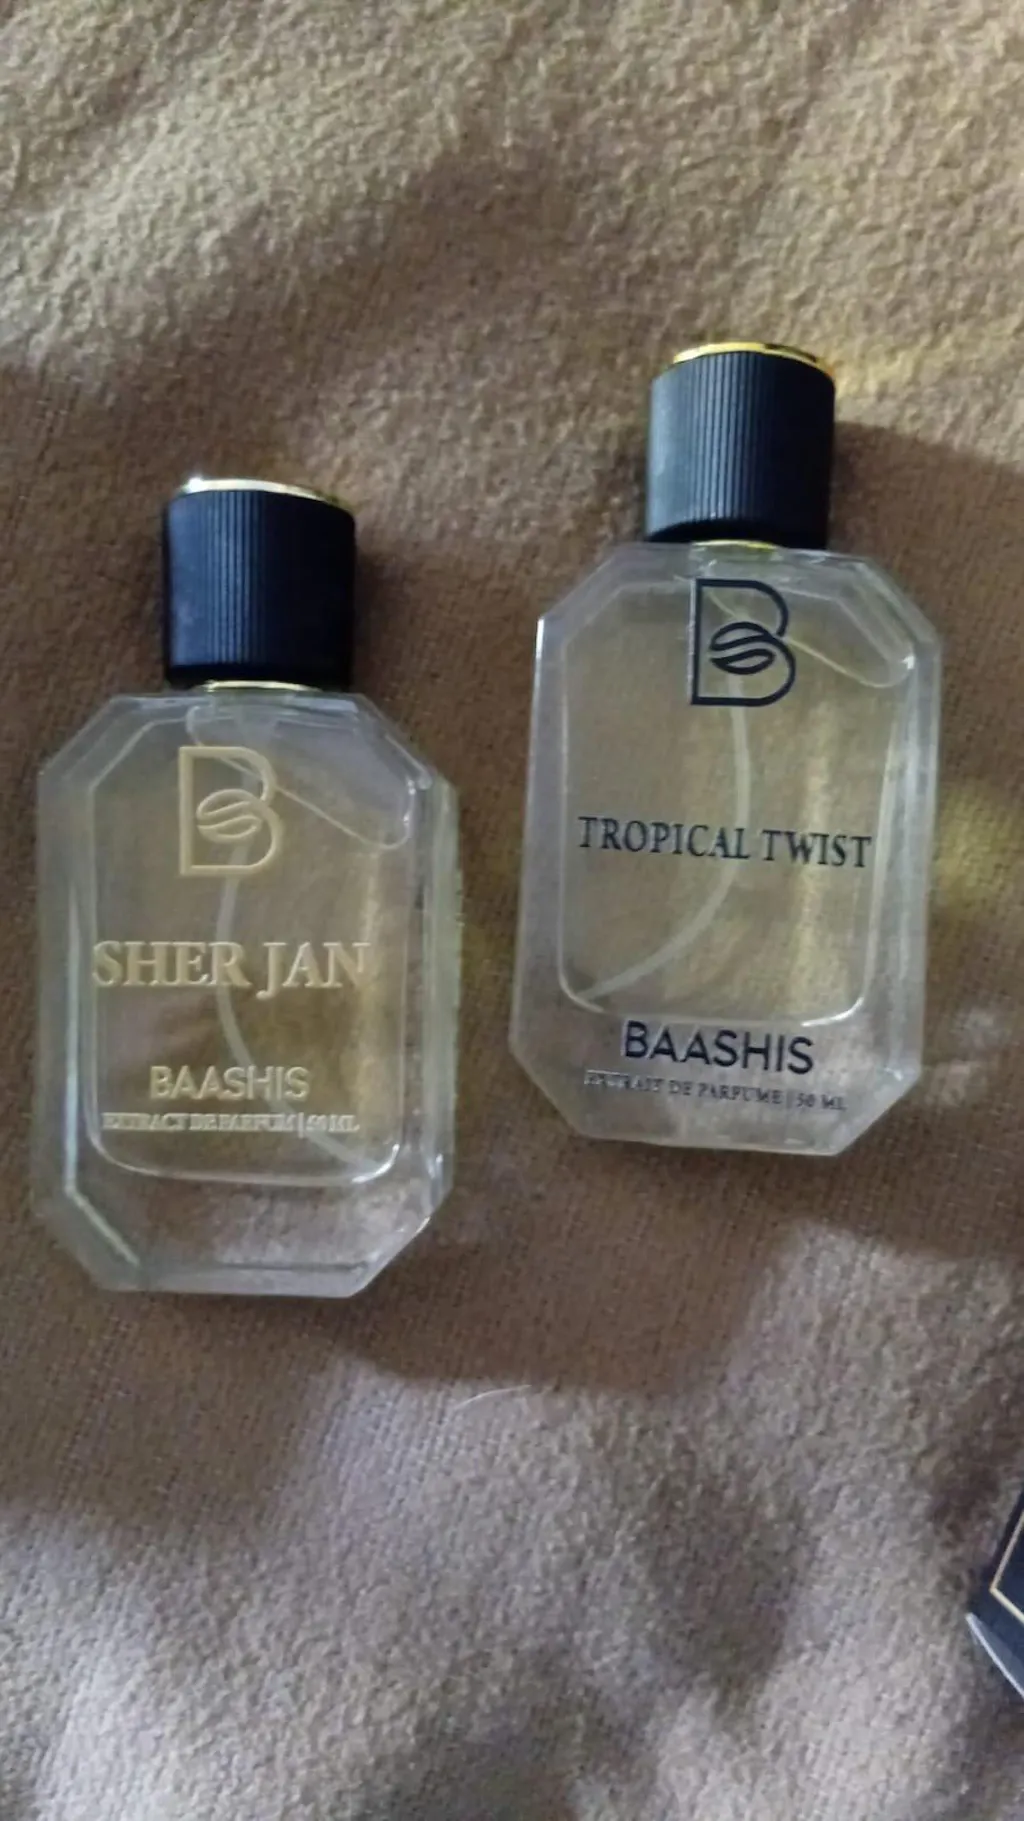 B
SHER JAN
BAASHIS
EXTRACT DE PARFUM | 50 ML
B
TROPICAL TWIST
BAASHIS
EXTRAIT DE PARFUME | 50 ML